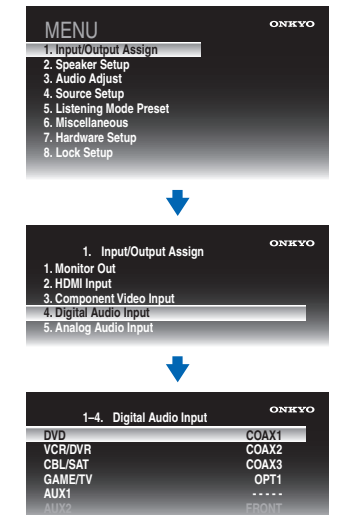 MENU
ONKYO
1. Input/Output Assign
2. Speaker Setup
3. Audio Adjust
4. Source Setup
5. Listening Mode Preset
6. Miscellaneous
7. Hardware Setup
8. Lock Setup
ONKYO
1. Input/Output Assign
1. Monitor Out
2. HDMI Input
3. Component Video Input
4. Digital Audio Input
5. Analog Audio Input
ONKYO
1–4. Digital Audio Input
DVD COAX1
VCR/DVR COAX2
CBL/SAT COAX3
GAME/TV OPT1
AUX1 - - - - -
AUX2 FRONT